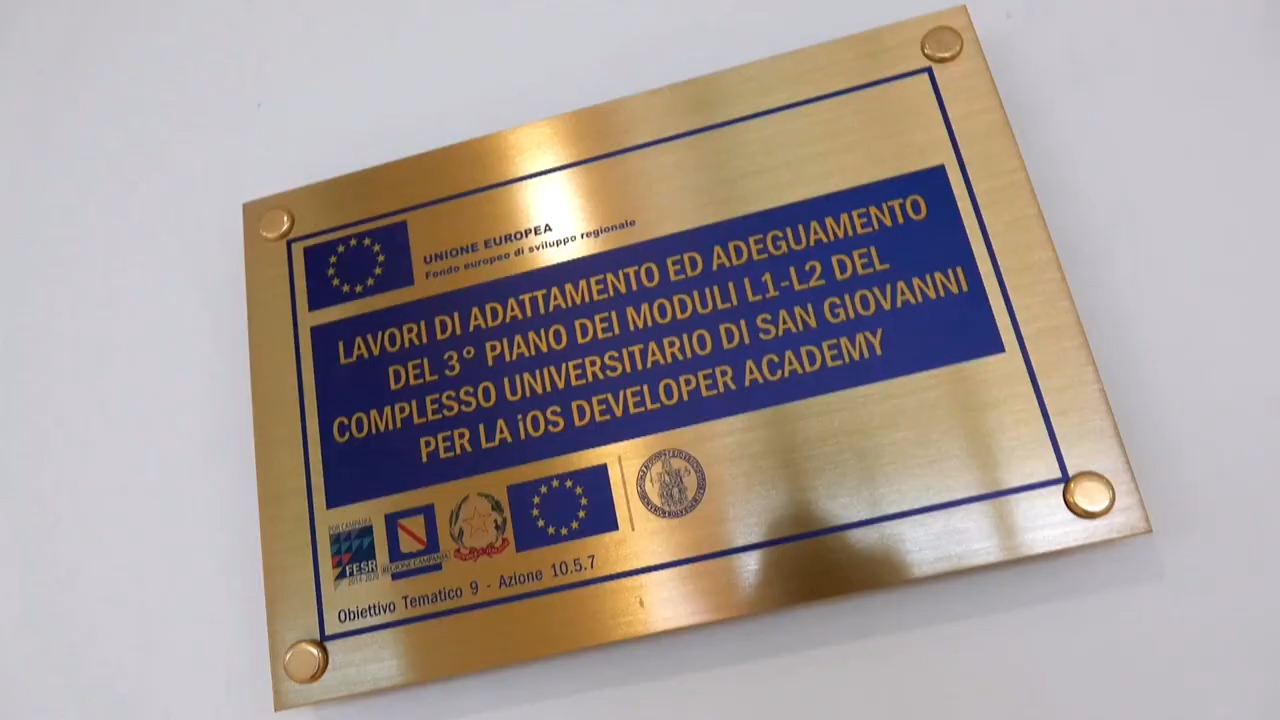 UNIONE EUROPEA
Fondo europeo di sviluppo regionale
LAVORI DI ADATTAMENTO ED ADEGUAMENTO
DEL 3° PIANO DEI MODULI L1-L2 DEL
COMPLESSO UNIVERSITARIO DI SAN GIOVANNI
PER LA iOS DEVELOPER ACADEMY
POR CAMPANIA
FESR
2014-2020
REGIONE CAMPANIA
Obiettivo Tematico 9 - Azione 10.5.7